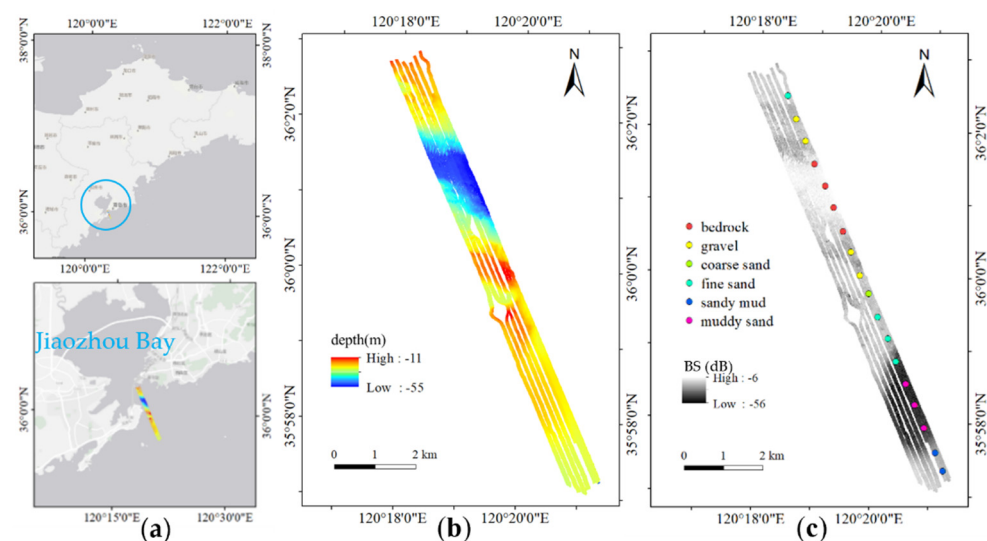 120°0'0"E 122°0'0"E
38°0'0"N
38°0'0"N
36°0'0"N
36°0'0"N
120°0'0"E 122°0'0"E
Jiaozhou Bay
36°0'0"N
36°0'0"N
120°15'0"E 120°30'0"E
(a)
120°18'0"E 120°20'0"E
N
36°2'0"N
36°0'0"N
35°58'0"N
depth(m)
High : -11
Low : -55
0 1 2 km
120°18'0"E 120°20'0"E
(b)
120°18'0"E 120°20'0"E
N
36°2'0"N
36°0'0"N
35°58'0"N
bedrock
gravel
coarse sand
fine sand
sandy mud
muddy sand
BS (dB)
High : -6
Low : -56
0 1 2 km
120°18'0"E 120°20'0"E
(c)